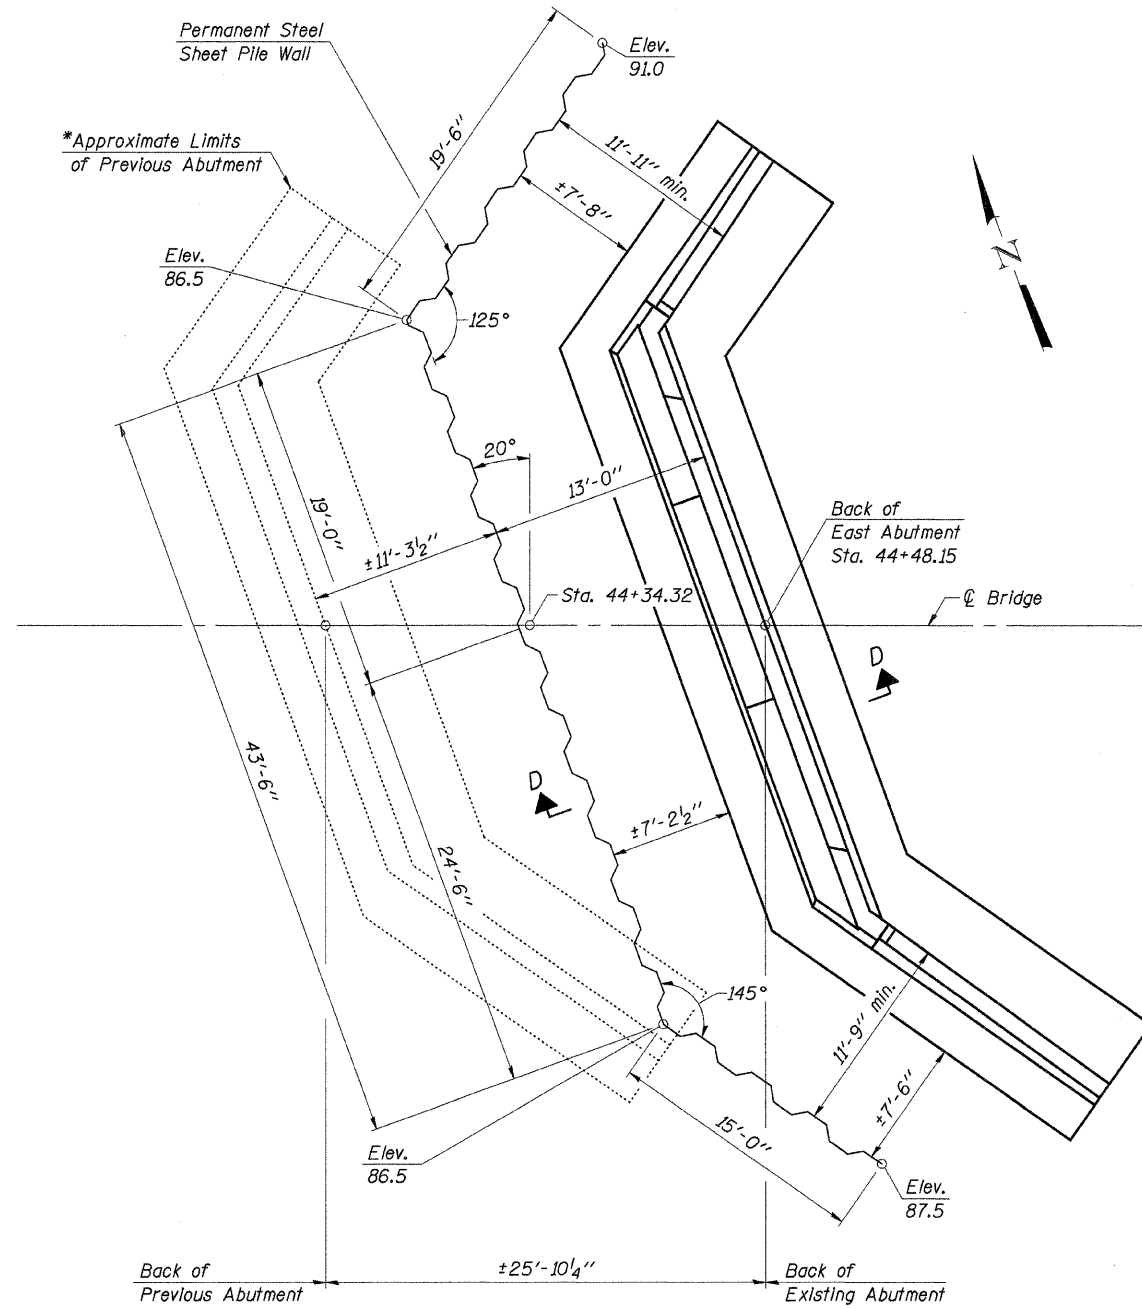 Permanent Steel
Sheet Pile Wall
Elev.
91.0
19'-6"
*Approximate Limits
of Previous Abutment
11'-11" min.
±7'-8"
N
Elev.
86.5
125°
20°
13'-0"
19'-0"
±11'-3½"
Back of
East Abutment
Sta. 44+48.15
Sta. 44+34.32
℄ Bridge
D
43'-6"
D
±7'-2½"
24'-6"
145°
11'-9" min.
±7'-6"
15'-0"
Elev.
86.5
Elev.
87.5
Back of
Previous Abutment
±25'-10¼"
Back of
Existing Abutment